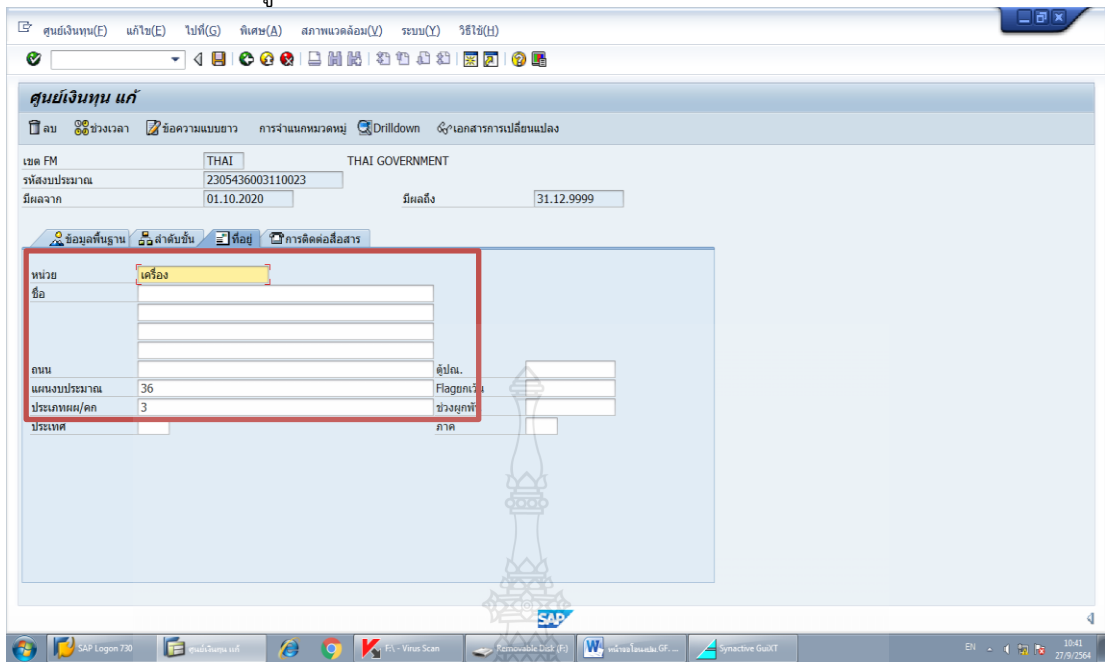 ศูนย์เงินทุน(F) แก้ไข(E) ไปที่(G) พิเศษ(A) สภาพแวดล้อม(V) ระบบ(Y) วิธีใช้(H)
ศูนย์เงินทุน แก้
ลบ ช่วงเวลา ข้อความแบบยาว การจำแนกหมวดหมู่ Drilldown เอกสารการเปลี่ยนแปลง
เขต FM THAI THAI GOVERNMENT
รหัสงบประมาณ 2305436003110023
มีผลจาก 01.10.2020 มีผลถึง 31.12.9999
ข้อมูลพื้นฐาน ลำดับชั้น ที่อยู่ การติดต่อสื่อสาร
หน่วย เครื่อง
ชื่อ
ถนน ตู้ปณ.
แผนงบประมาณ 36 Flagยกเว้น
ประเภทผผ/คก 3 ช่วงผูกพั
ประเทศ ภาค
SAP
SAP Logon 730 ศูนย์เงินทุน แก้ F:\ - Virus Scan Removable Disk (F:) Synactive GuiXT EN 10:41
27/9/2564